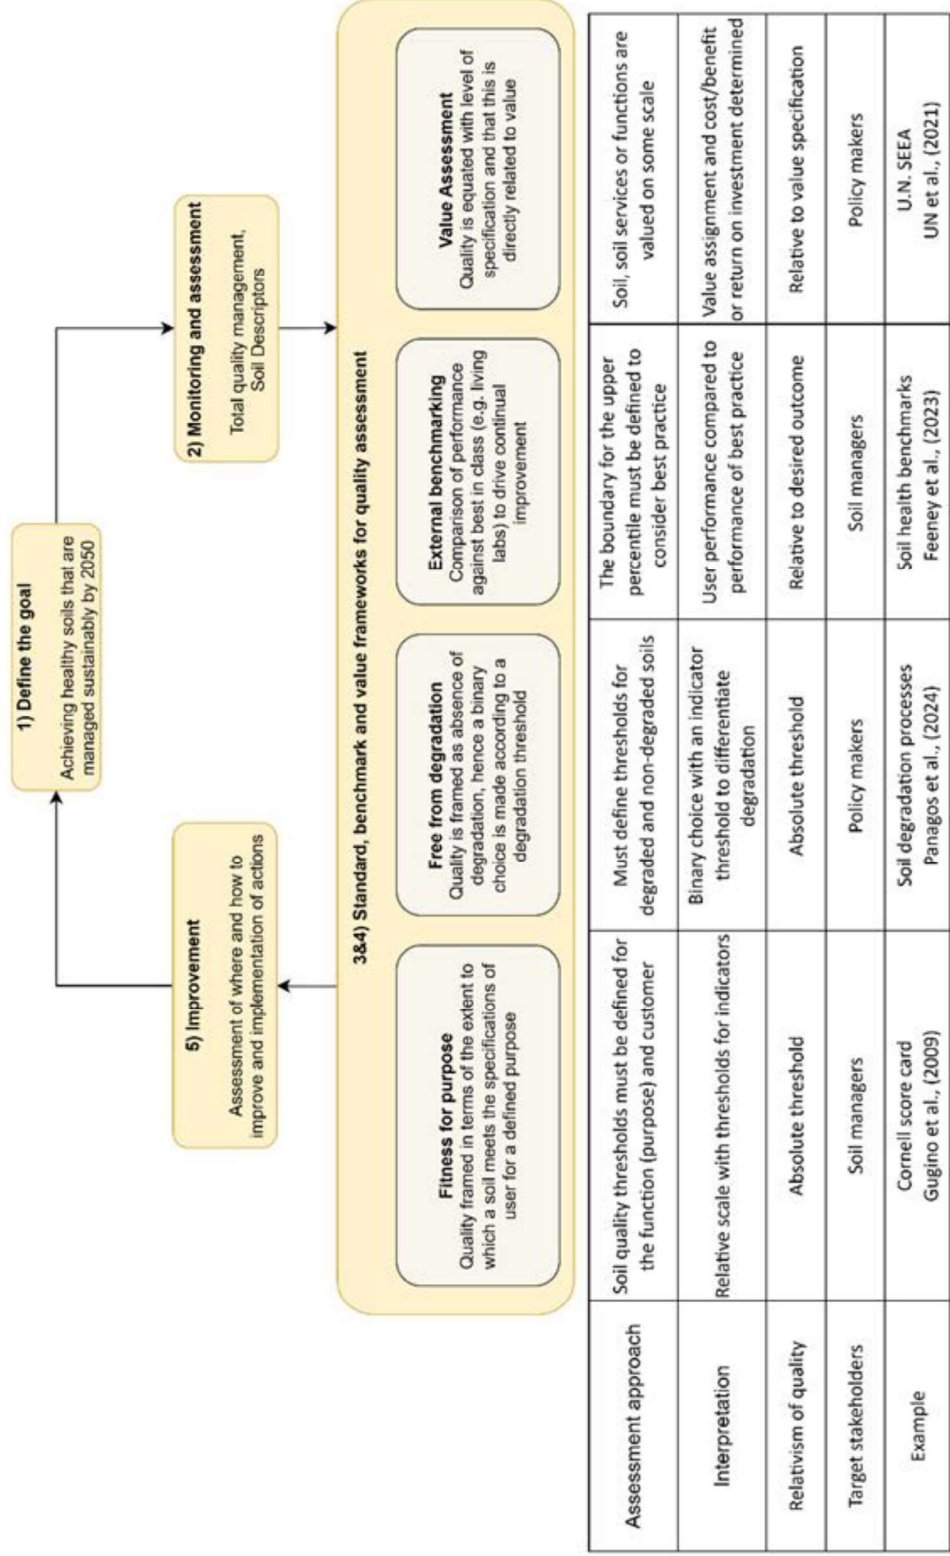 1) Define the goal
Achieving healthy soils that are
managed sustainably by 2050
2) Monitoring and assessment
Total quality management,
Soil Descriptors
5) Improvement
Assessment of where and how to
improve and implementation of actions
3&4) Standard, benchmark and value frameworks for quality assessment
Fitness for purpose
Quality framed in terms of the extent to
which a soil meets the specifications of
user for a defined purpose
Free from degradation
Quality is framed as absence of
degradation, hence a binary
choice is made according to a
degradation threshold
External benchmarking
Comparison of performance
against best in class (e.g. living
labs) to drive continual
improvement
Value Assessment
Quality is equated with level of
specification and that this is
directly related to value
Assessment approach
Soil quality thresholds must be defined for
the function (purpose) and customer
Must define thresholds for
degraded and non-degraded soils
The boundary for the upper
percentile must be defined to
consider best practice
Soil, soil services or functions are
valued on some scale
Interpretation
Relative scale with thresholds for indicators
Binary choice with an indicator
threshold to differentiate
degradation
User performance compared to
performance of best practice
Value assignment and cost/benefit
or return on investment determined
Relativism of quality
Absolute threshold
Absolute threshold
Relative to desired outcome
Relative to value specification
Target stakeholders
Soil managers
Policy makers
Soil managers
Policy makers
Example
Cornell score card
Gugino et al., (2009)
Soil degradation processes
Panagos et al., (2024)
Soil health benchmarks
Feeney et al., (2023)
U.N. SEEA
UN et al., (2021)